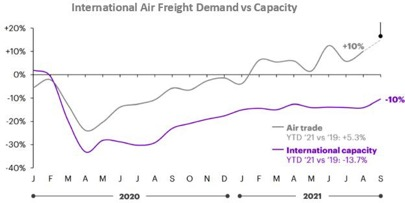 International Air Freight Demand vs Capacity
+20%
+10%
0%
-10%
-20%
-30%
-40%
+10%
-10%
Air trade
YTD '21 vs '19: +5.3%
International capacity
YTD '21 vs '19: -13.7%
J F M A M J J A S O N D J F M A M J J A S
2020 2021